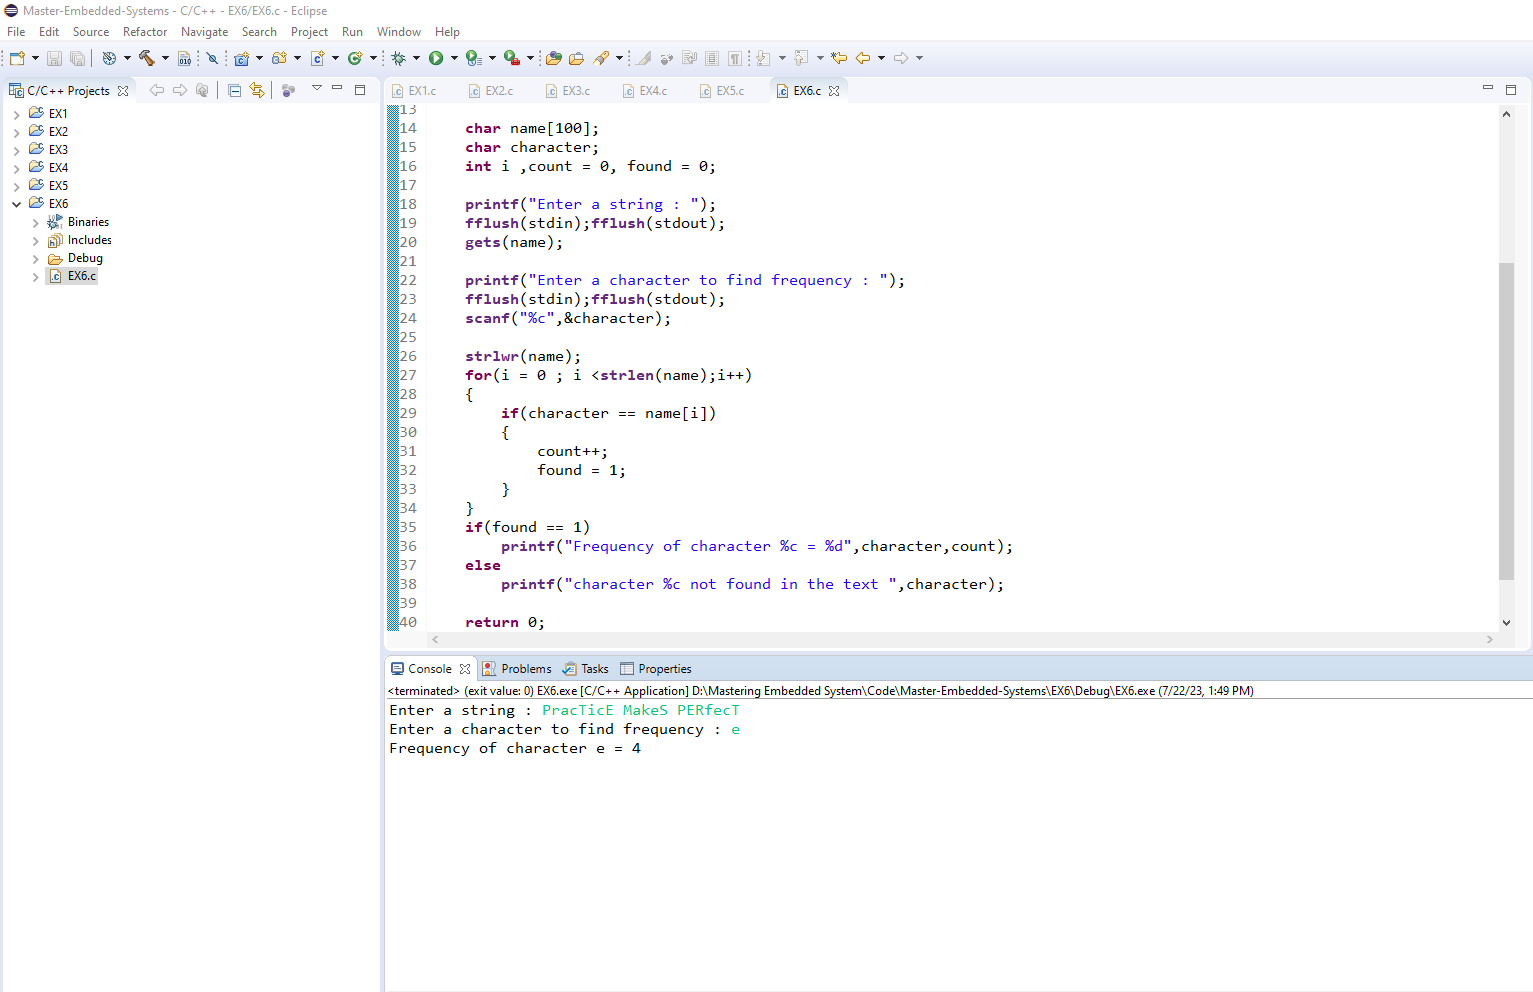 Master-Embedded-Systems - C/C++ - EX6/EX6.c - Eclipse
File Edit Source Refactor Navigate Search Project Run Window Help
C/C++ Projects
EX1
EX2
EX3
EX4
EX5
EX6
Binaries
Includes
Debug
EX6.c
EX1.c EX2.c EX3.c EX4.c EX5.c EX6.c
13
14 char name[100];
15 char character;
16 int i ,count = 0, found = 0;
17
18 printf("Enter a string : ");
19 fflush(stdin);fflush(stdout);
20 gets(name);
21
22 printf("Enter a character to find frequency : ");
23 fflush(stdin);fflush(stdout);
24 scanf("%c",&character);
25
26 strlwr(name);
27 for(i = 0 ; i <strlen(name);i++)
28 {
29 if(character == name[i])
30 {
31 count++;
32 found = 1;
33 }
34 }
35 if(found == 1)
36 printf("Frequency of character %c = %d",character,count);
37 else
38 printf("character %c not found in the text ",character);
39
40 return 0;
Console Problems Tasks Properties
<terminated> (exit value: 0) EX6.exe [C/C++ Application] D:\Mastering Embedded System\Code\Master-Embedded-Systems\EX6\Debug\EX6.exe (7/22/23, 1:49 PM)
Enter a string : PracTicE MakeS PERfecT
Enter a character to find frequency : e
Frequency of character e = 4